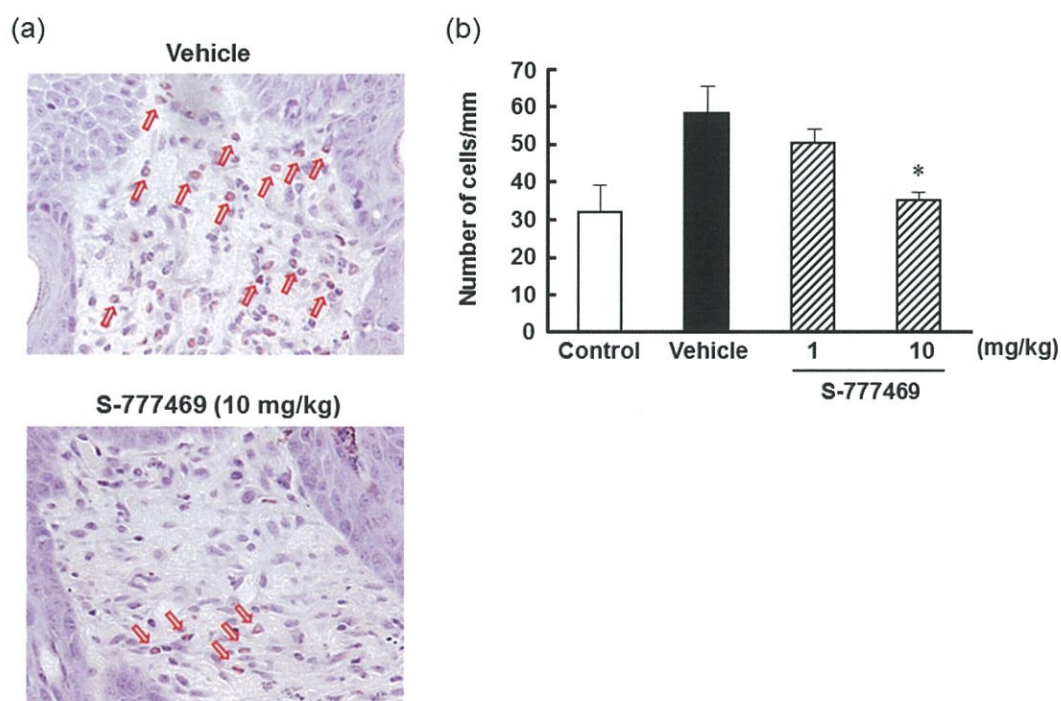 (a)
Vehicle
S-777469 (10 mg/kg)
(b)
Number of cells/mm
70
60
50
40
30
20
10
0
*
Control Vehicle 1 10 (mg/kg)
S-777469